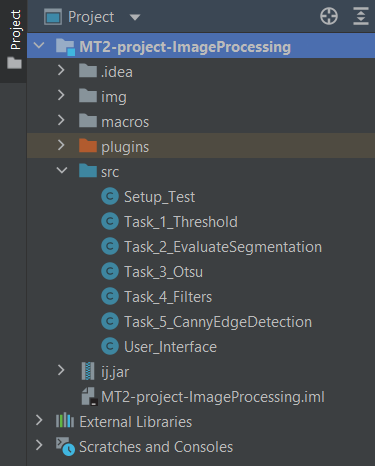 Project
Project
MT2-project-ImageProcessing
.idea
img
macros
plugins
src
Setup_Test
Task_1_Threshold
Task_2_EvaluateSegmentation
Task_3_Otsu
Task_4_Filters
Task_5_CannyEdgeDetection
User_Interface
ij.jar
MT2-project-ImageProcessing.iml
External Libraries
Scratches and Consoles